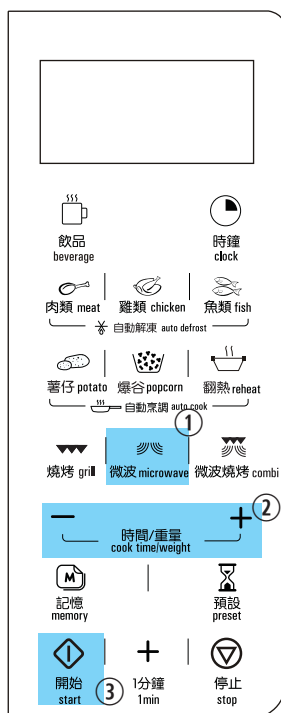 飲品
beverage
時鐘
clock
肉類 meat
雞類 chicken
魚類 fish
自動解凍 auto defrost
薯仔 potato
爆谷 popcorn
翻熱 reheat
自動烹調 auto cook
①
燒烤 grill
微波 microwave
微波燒烤 combi
②
− +
時間/重量
cook time/weight
M
記憶
memory
預設
preset
開始
start
③
+
1分鐘
1min
停止
stop